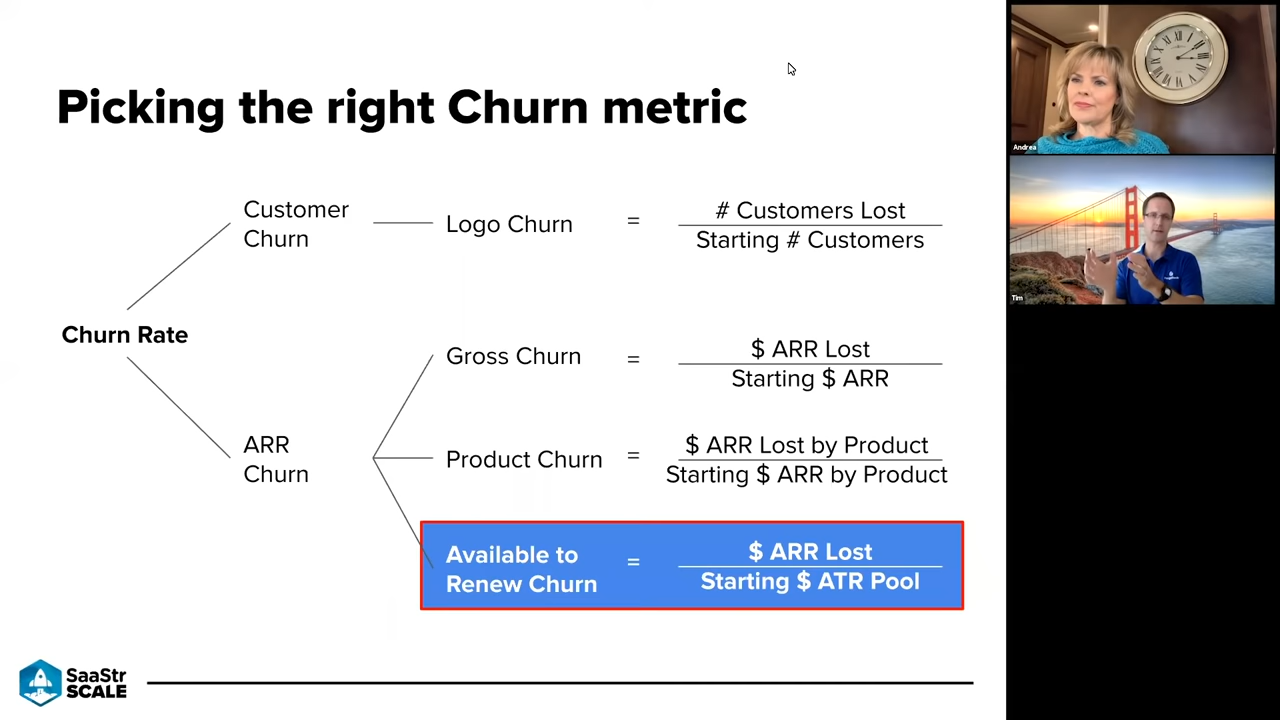 Picking the right Churn metric
Customer
Churn
Logo Churn
=
# Customers Lost
Starting # Customers
Churn Rate
Gross Churn
=
$ ARR Lost
Starting $ ARR
ARR
Churn
Product Churn
=
$ ARR Lost by Product
Starting $ ARR by Product
Available to
Renew Churn
=
$ ARR Lost
Starting $ ATR Pool
SaaStr
SCALE
Andrea
Tim